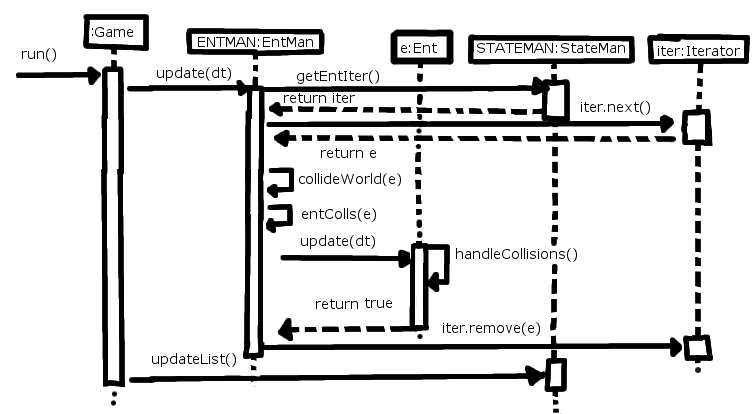 :Game
ENTMAN:EntMan
e:Ent
STATEMAN:StateMan
iter:Iterator
run()
update(dt)
getEntIter()
return iter
iter.next()
return e
collideWorld(e)
entColls(e)
update(dt)
handleCollisions()
return true
iter.remove(e)
updateList()